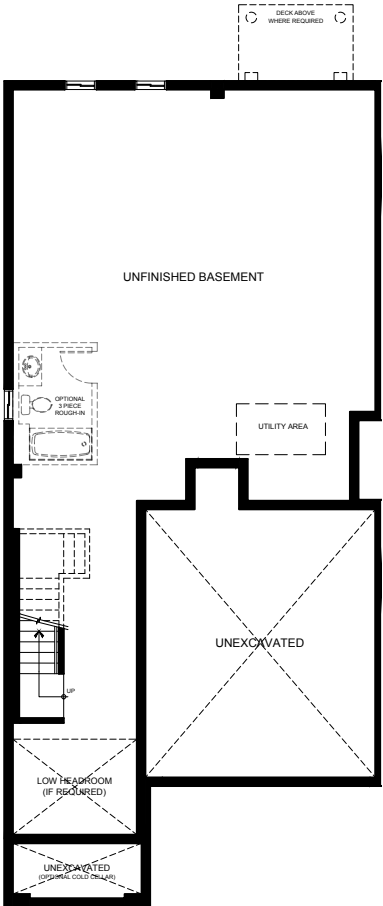 DECK ABOVE
WHERE REQUIRED
UNFINISHED BASEMENT
OPTIONAL
3 PIECE
ROUGH-IN
UTILITY AREA
UNEXCAVATED
UP
LOW HEADROOM
(IF REQUIRED)
UNEXCAVATED
(OPTIONAL COLD CELLAR)